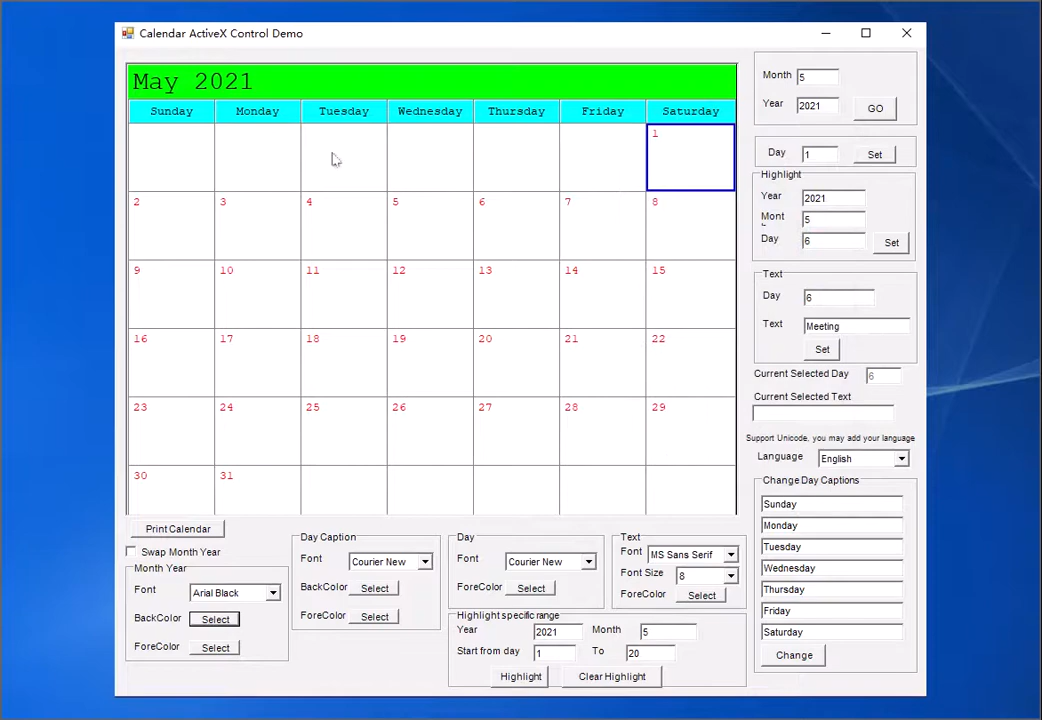 Calendar ActiveX Control Demo
May 2021
Sunday Monday Tuesday Wednesday Thursday Friday Saturday
1
2 3 4 5 6 7 8
9 10 11 12 13 14 15
16 17 18 19 20 21 22
23 24 25 26 27 28 29
30 31
Month 5
Year 2021 GO
Day 1 Set
Highlight
Year 2021
Mont 5
Day 6 Set
Text
Day 6
Text Meeting
Set
Current Selected Day 6
Current Selected Text
Support Unicode, you may add your language
Language English
Change Day Captions
Sunday
Monday
Tuesday
Wednesday
Thursday
Friday
Saturday
Change
Print Calendar
Swap Month Year
Month Year
Font Arial Black
BackColor Select
ForeColor Select
Day Caption
Font Courier New
BackColor Select
ForeColor Select
Day
Font Courier New
ForeColor Select
Text
Font MS Sans Serif
Font Size 8
ForeColor Select
Highlight specific range
Year 2021 Month 5
Start from day 1 To 20
Highlight Clear Highlight